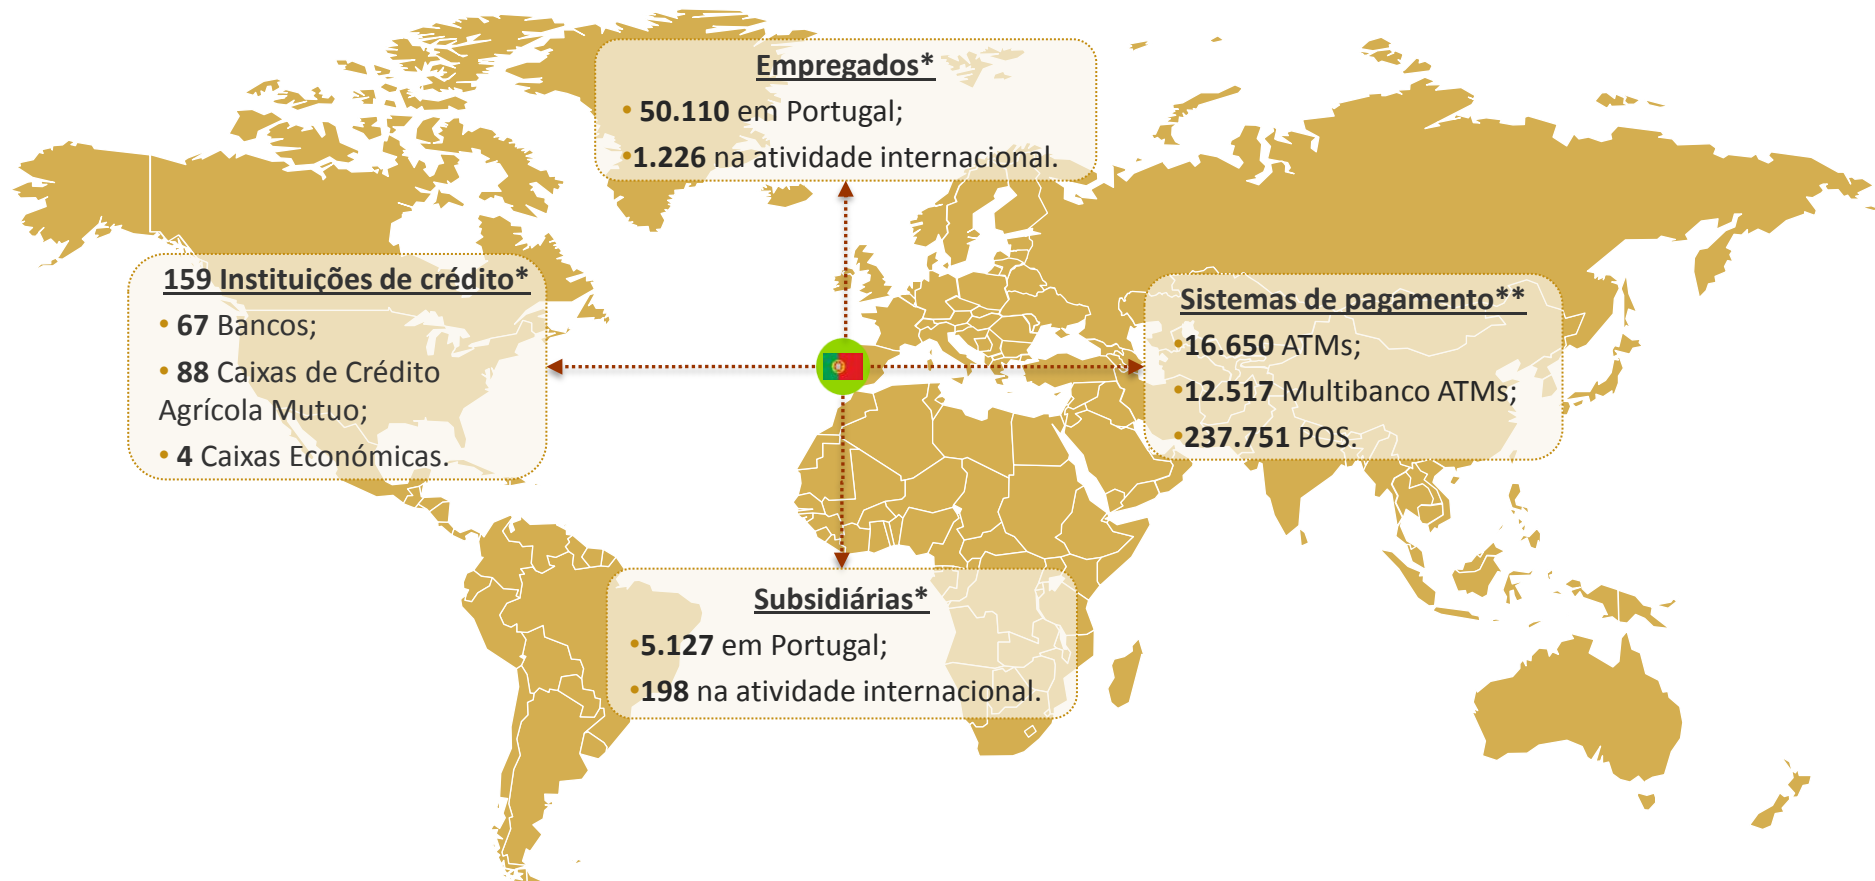 Empregados*
• 50.110 em Portugal;
• 1.226 na atividade internacional.
159 Instituições de crédito*
• 67 Bancos;
• 88 Caixas de Crédito
Agrícola Mutuo;
• 4 Caixas Económicas.
Sistemas de pagamento**
• 16.650 ATMs;
• 12.517 Multibanco ATMs;
• 237.751 POS.
Subsidiárias*
• 5.127 em Portugal;
• 198 na atividade internacional.